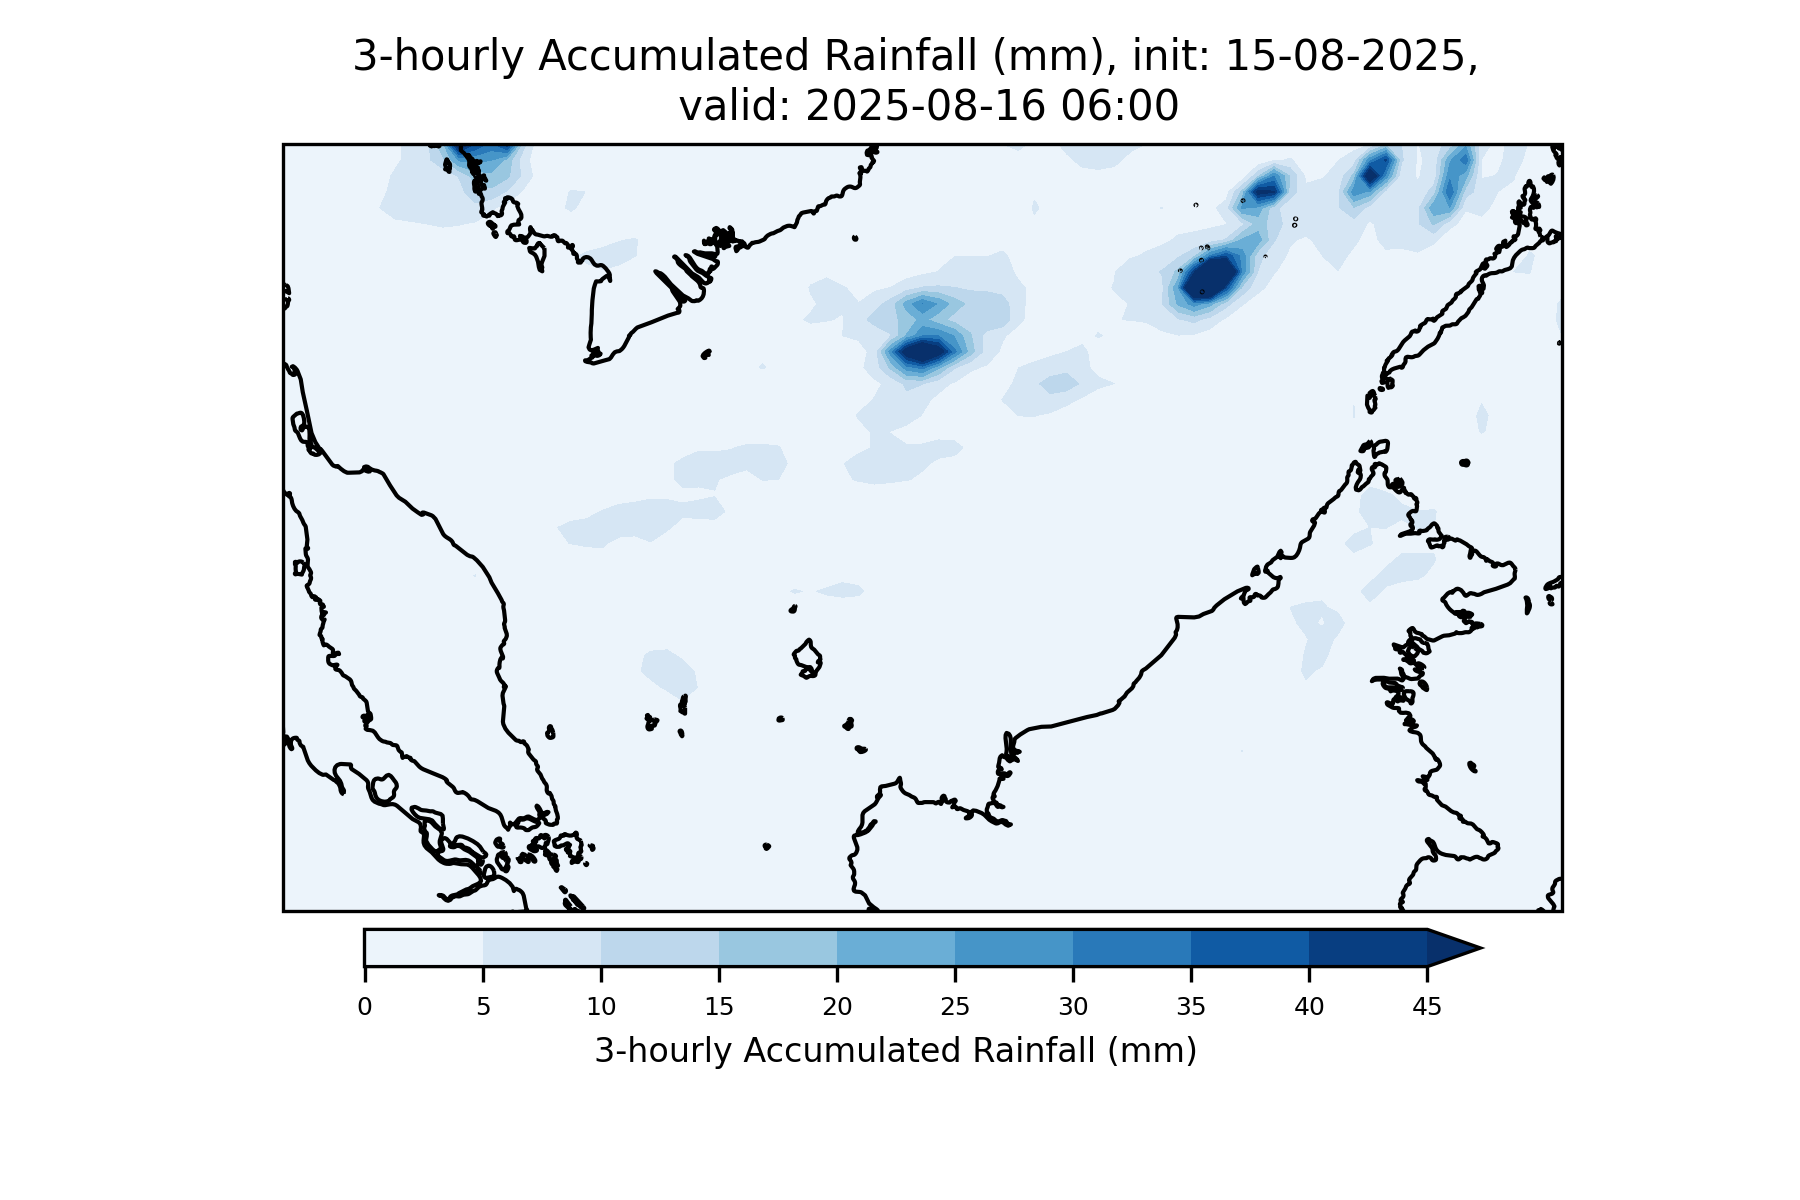 3-hourly Accumulated Rainfall (mm), init: 15-08-2025,
valid: 2025-08-16 06:00
0 5 10 15 20 25 30 35 40 45
3-hourly Accumulated Rainfall (mm)